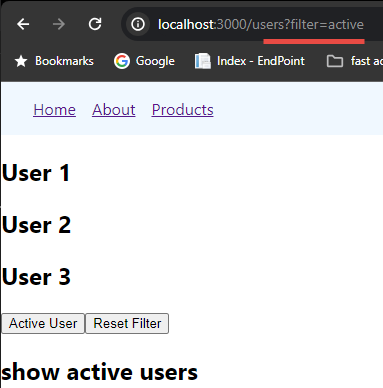 localhost:3000/users?filter=active
Bookmarks Google Index - EndPoint fast ac
Home About Products
User 1
User 2
User 3
Active User Reset Filter
show active users